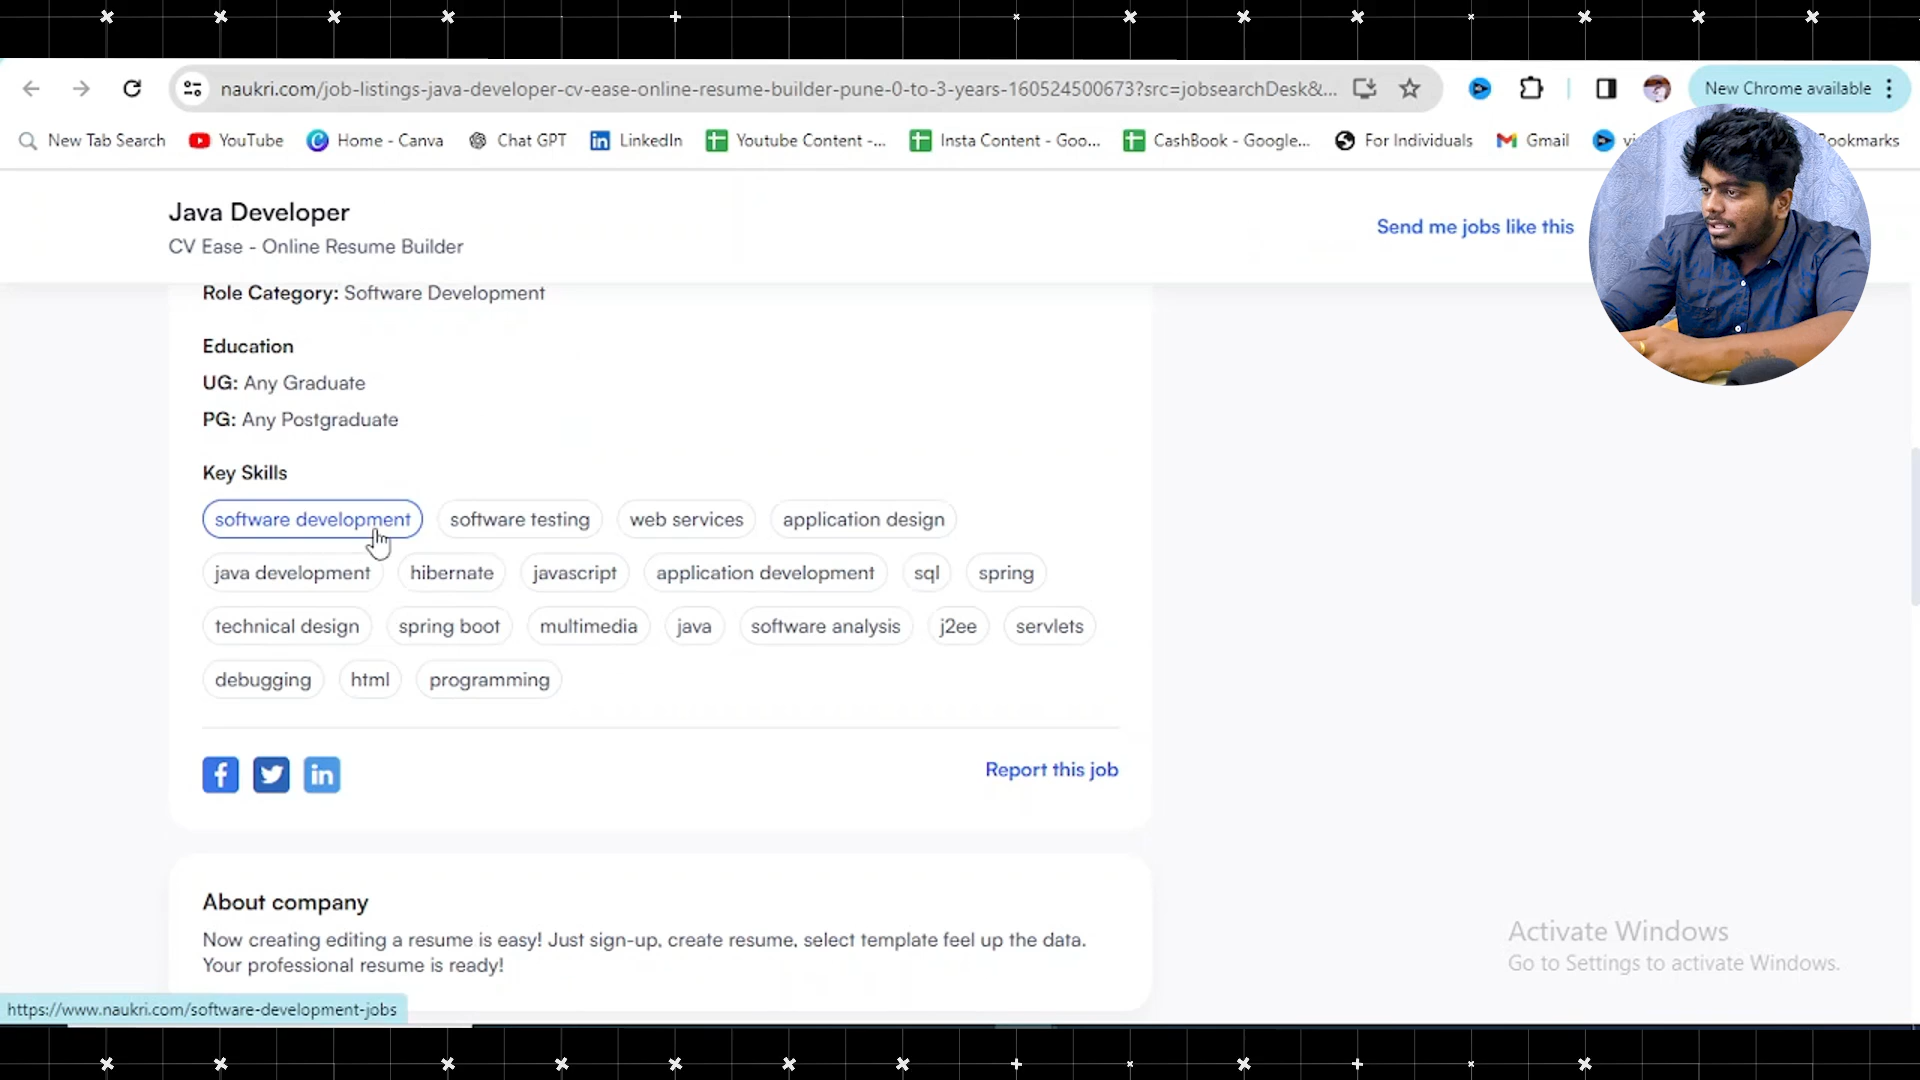 naukri.com/job-listings-java-developer-cv-ease-online-resume-builder-pune-0-to-3-years-160524500673?src=jobsearchDesk&...
New Chrome available
New Tab Search YouTube Home - Canva Chat GPT LinkedIn Youtube Content -... Insta Content - Goo... CashBook - Google... For Individuals Gmail ookmarks
Java Developer
CV Ease - Online Resume Builder
Send me jobs like this
Role Category: Software Development
Education
UG: Any Graduate
PG: Any Postgraduate
Key Skills
software development software testing web services application design
java development hibernate javascript application development sql spring
technical design spring boot multimedia java software analysis j2ee servlets
debugging html programming
f in
Report this job
About company
Now creating editing a resume is easy! Just sign-up, create resume, select template feel up the data.
Your professional resume is ready!
Activate Windows
Go to Settings to activate Windows.
https://www.naukri.com/software-development-jobs